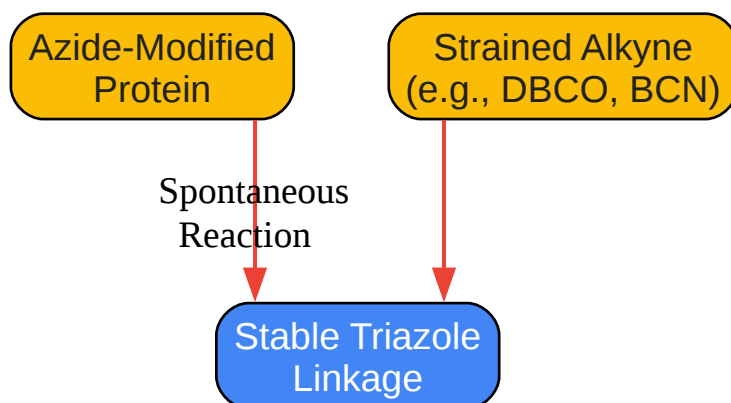 Azide-Modified
Protein
Strained Alkyne
(e.g., DBCO, BCN)
Spontaneous
Reaction
Stable Triazole
Linkage